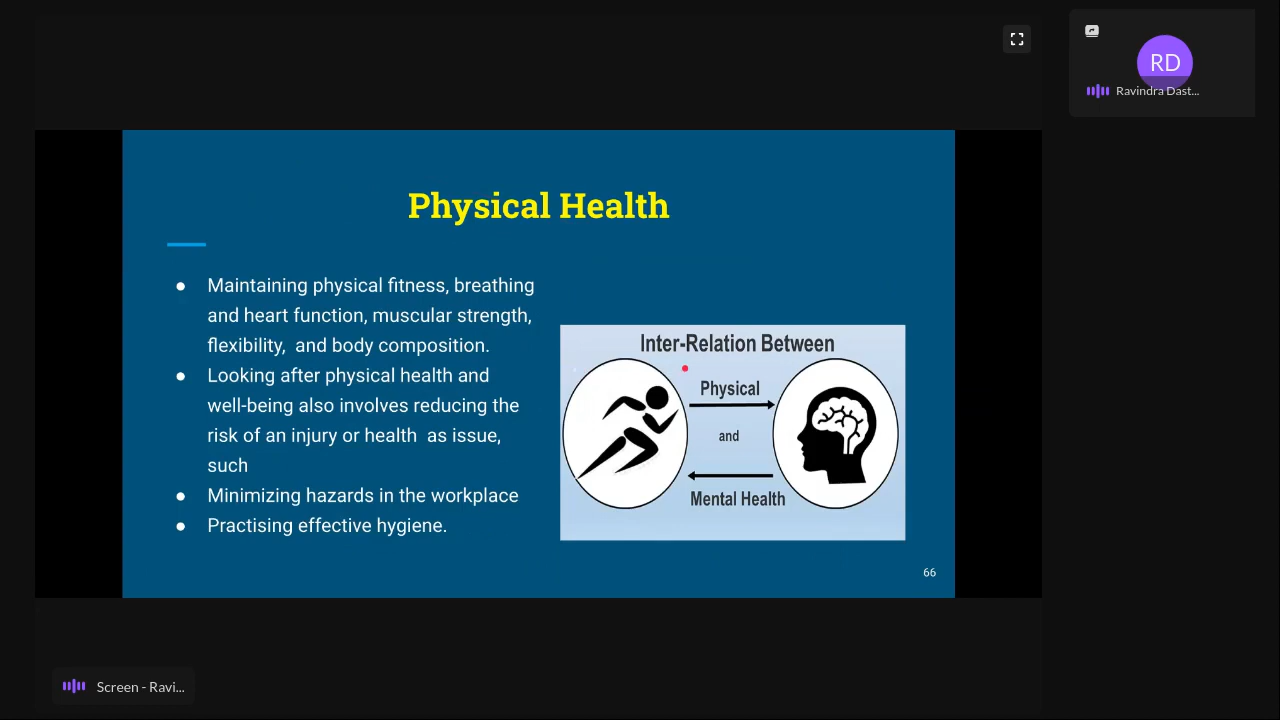 RD
Ravindra Dast...
Physical Health
● Maintaining physical fitness, breathing
and heart function, muscular strength,
flexibility, and body composition.
● Looking after physical health and
well-being also involves reducing the
risk of an injury or health as issue,
such
● Minimizing hazards in the workplace
● Practising effective hygiene.
Inter-Relation Between
Physical
and
Mental Health
66
Screen - Ravi...